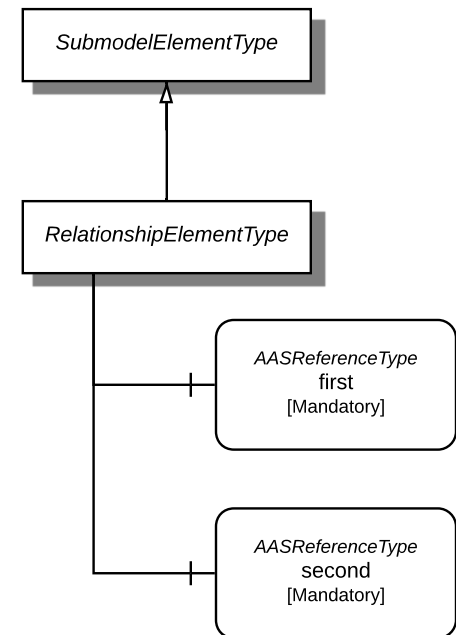 SubmodelElementType
RelationshipElementType
AASReferenceType
first
[Mandatory]
AASReferenceType
second
[Mandatory]